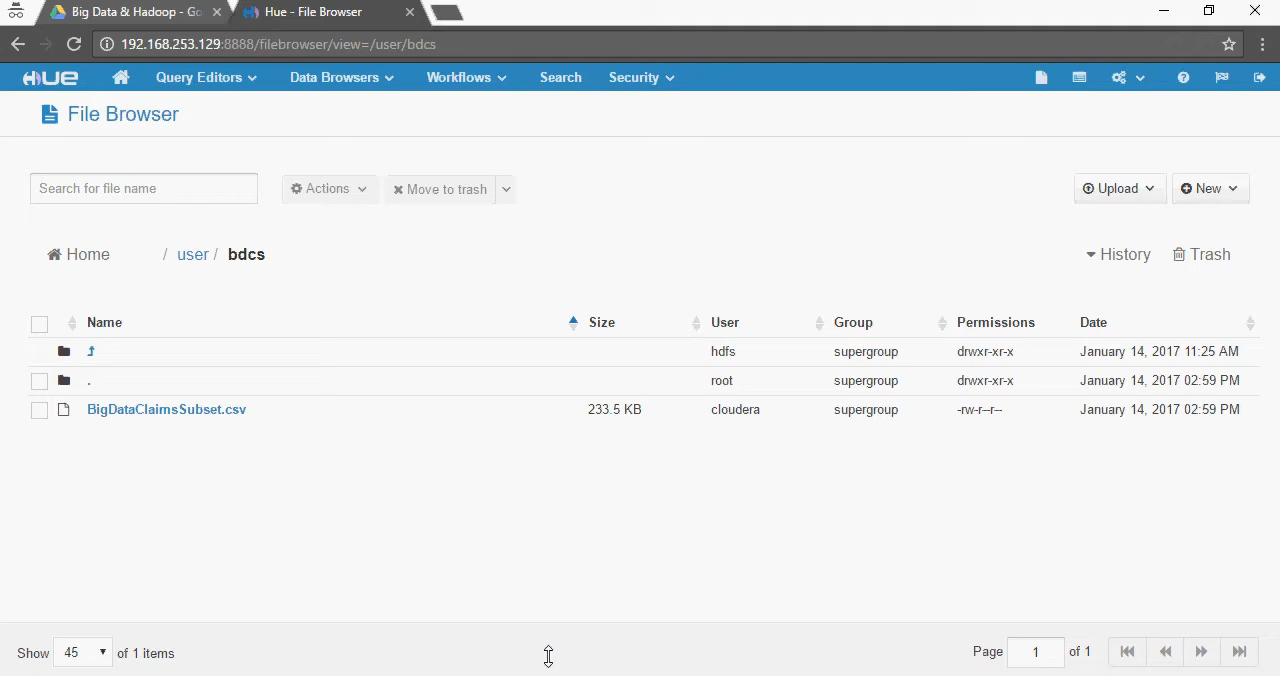 Big Data & Hadoop - Go
Hue - File Browser
192.168.253.129:8888/filebrowser/view=/user/bdcs
HUE Query Editors Data Browsers Workflows Search Security
File Browser
Search for file name Actions Move to trash Upload New
Home / user / bdcs History Trash
Name Size User Group Permissions Date
hdfs supergroup drwxr-xr-x January 14, 2017 11:25 AM
. root supergroup drwxr-xr-x January 14, 2017 02:59 PM
BigDataClaimsSubset.csv 233.5 KB cloudera supergroup -rw-r--r-- January 14, 2017 02:59 PM
Show 45 of 1 items Page 1 of 1